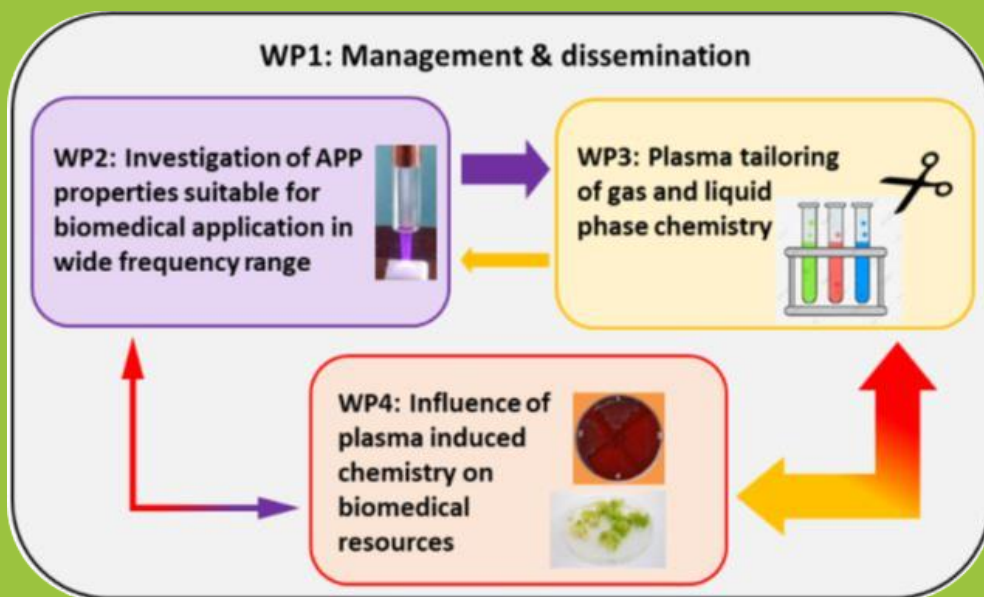 WP1: Management & dissemination
WP2: Investigation of APP
properties suitable for
biomedical application in
wide frequency range
WP3: Plasma tailoring
of gas and liquid
phase chemistry
WP4: Influence of
plasma induced
chemistry on
biomedical
resources